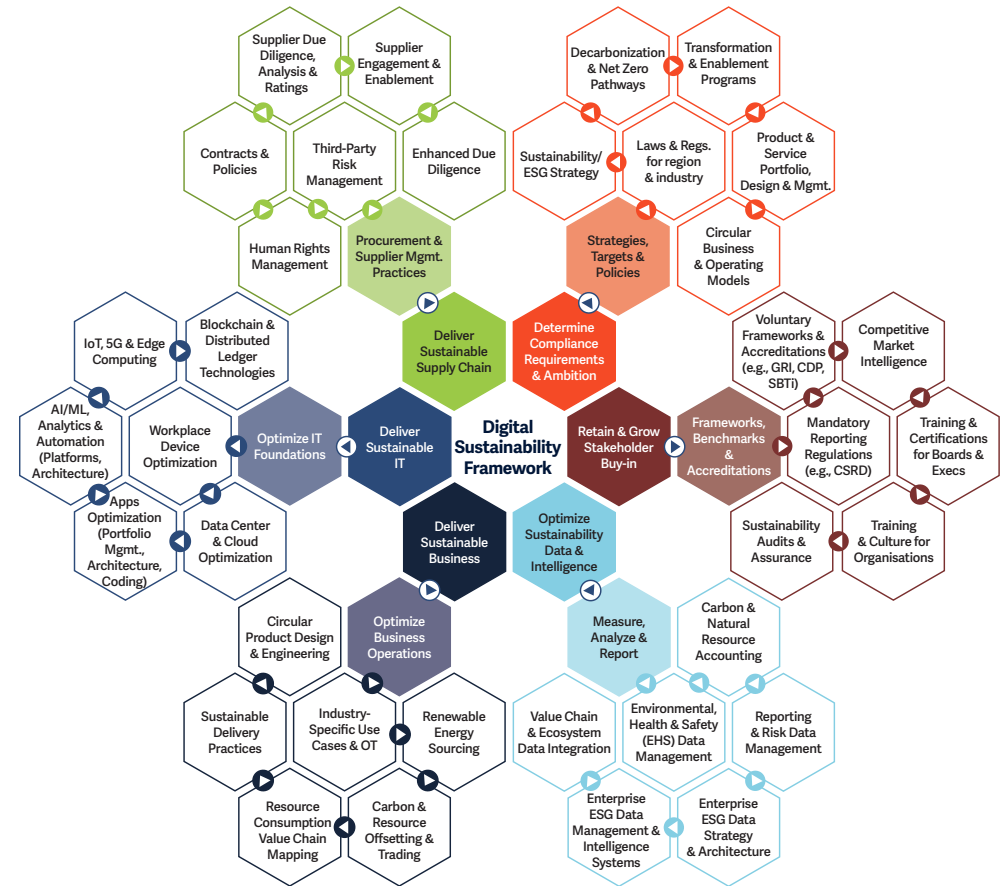 Supplier Due
Diligence,
Analysis &
Ratings
Supplier
Engagement &
Enablement
Contracts &
Policies
Third-Party
Risk
Management
Enhanced Due
Diligence
Human Rights
Management
Procurement &
Supplier Mgmt.
Practices
Deliver
Sustainable
Supply Chain
Decarbonization
& Net Zero
Pathways
Transformation
& Enablement
Programs
Sustainability/
ESG Strategy
Laws & Regs.
for region
& industry
Product &
Service
Portfolio,
Design & Mgmt.
Strategies,
Targets &
Policies
Circular
Business
& Operating
Models
Determine
Compliance
Requirements
& Ambition
IoT, 5G & Edge
Computing
Blockchain &
Distributed
Ledger
Technologies
AI/ML,
Analytics &
Automation
(Platforms,
Architecture)
Workplace
Device
Optimization
Optimize IT
Foundations
Deliver
Sustainable
IT
Apps
Optimization
(Portfolio
Mgmt.,
Architecture,
Coding)
Data Center
& Cloud
Optimization
Digital
Sustainability
Framework
Retain & Grow
Stakeholder
Buy-in
Frameworks,
Benchmarks
&
Accreditations
Voluntary
Frameworks &
Accreditations
(e.g., GRI, CDP,
SBTi)
Competitive
Market
Intelligence
Mandatory
Reporting
Regulations
(e.g., CSRD)
Training &
Certifications
for Boards &
Execs
Sustainability
Audits &
Assurance
Training
& Culture for
Organisations
Deliver
Sustainable
Business
Optimize
Sustainability
Data &
Intelligence
Circular
Product Design
& Engineering
Optimize
Business
Operations
Sustainable
Delivery
Practices
Industry-
Specific Use
Cases & OT
Renewable
Energy
Sourcing
Resource
Consumption
Value Chain
Mapping
Carbon &
Resource
Offsetting &
Trading
Measure,
Analyze &
Report
Carbon &
Natural
Resource
Accounting
Value Chain
& Ecosystem
Data Integration
Environmental,
Health & Safety
(EHS) Data
Management
Reporting
& Risk Data
Management
Enterprise
ESG Data
Management &
Intelligence
Systems
Enterprise
ESG Data
Strategy
& Architecture